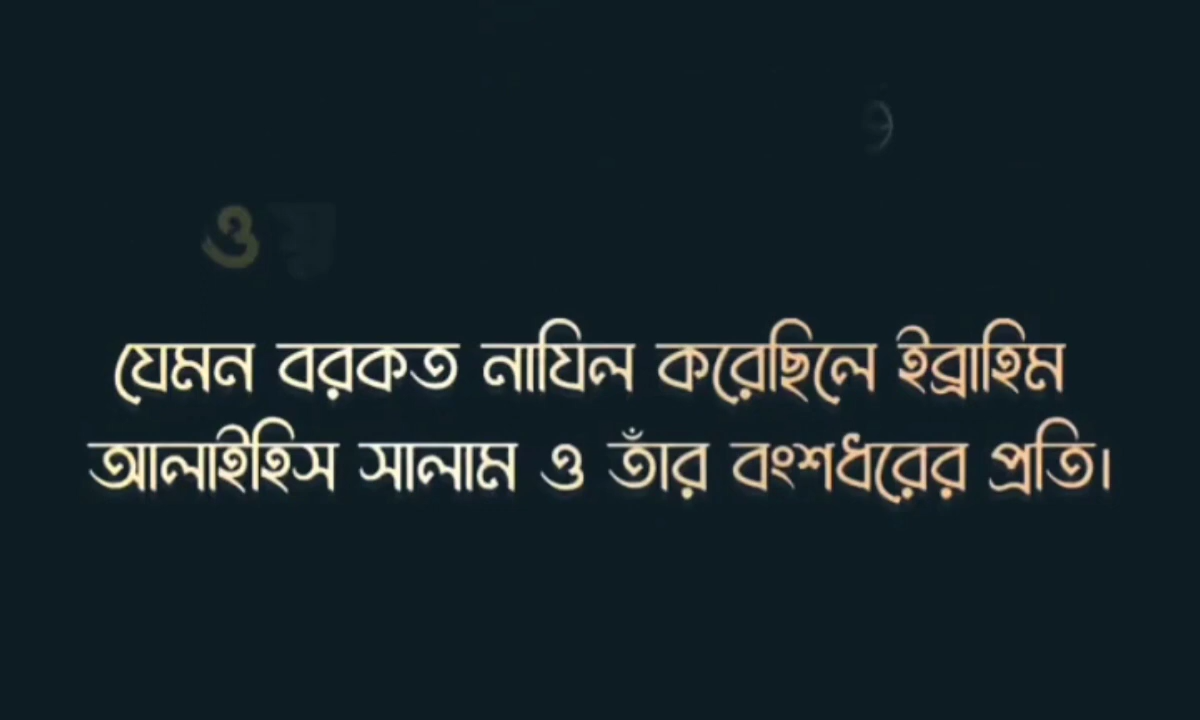 যেমন বরকত নাযিল করেছিলে ইব্রাহিম
আলাইহিস সালাম ও তাঁর বংশধরের প্রতি।